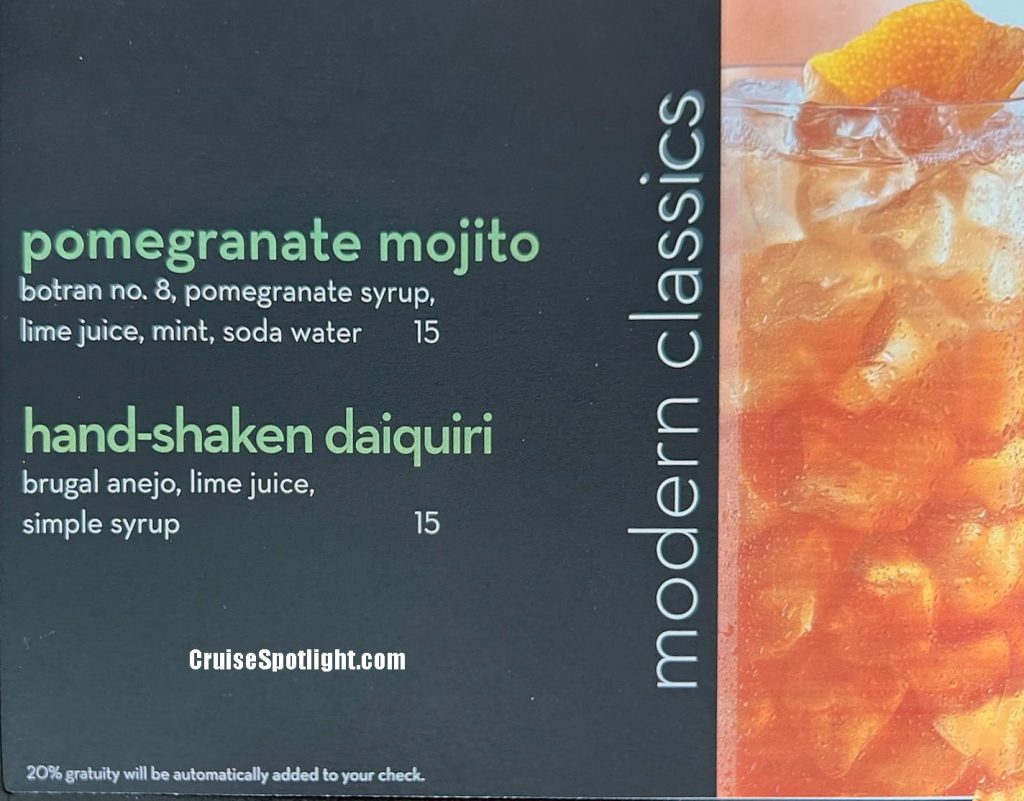 pomegranate mojito
botran no. 8, pomegranate syrup,
lime juice, mint, soda water 15
hand-shaken daiquiri
brugal anejo, lime juice,
simple syrup 15
modern classics
CruiseSpotlight.com
20% gratuity will be automatically added to your check.